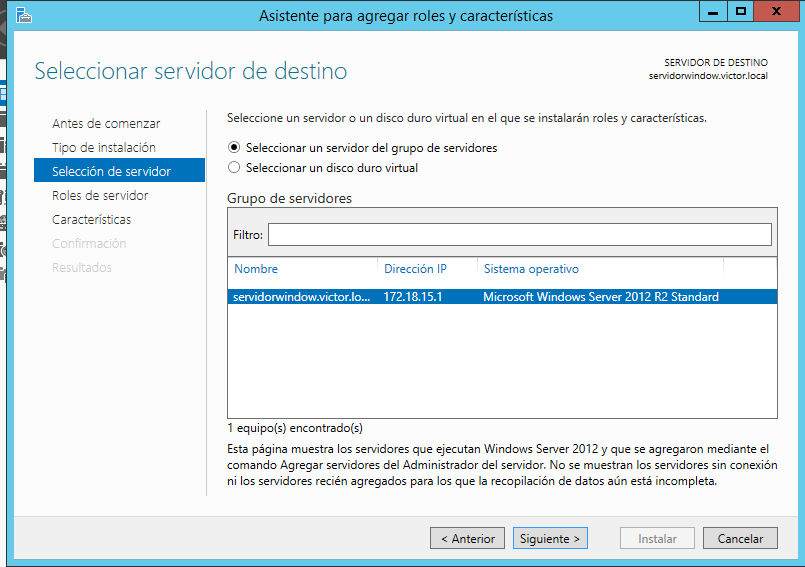 Asistente para agregar roles y características
Seleccionar servidor de destino
SERVIDOR DE DESTINO
servidorwindow.victor.local
Antes de comenzar
Tipo de instalación
Selección de servidor
Roles de servidor
Características
Confirmación
Resultados
Seleccione un servidor o un disco duro virtual en el que se instalarán roles y características.
Seleccionar un servidor del grupo de servidores
Seleccionar un disco duro virtual
Grupo de servidores
Filtro:
Nombre Dirección IP Sistema operativo
servidorwindow.victor.lo... 172.18.15.1 Microsoft Windows Server 2012 R2 Standard
1 equipo(s) encontrado(s)
Esta página muestra los servidores que ejecutan Windows Server 2012 y que se agregaron mediante el
comando Agregar servidores del Administrador del servidor. No se muestran los servidores sin conexión
ni los servidores recién agregados para los que la recopilación de datos aún está incompleta.
< Anterior Siguiente > Instalar Cancelar